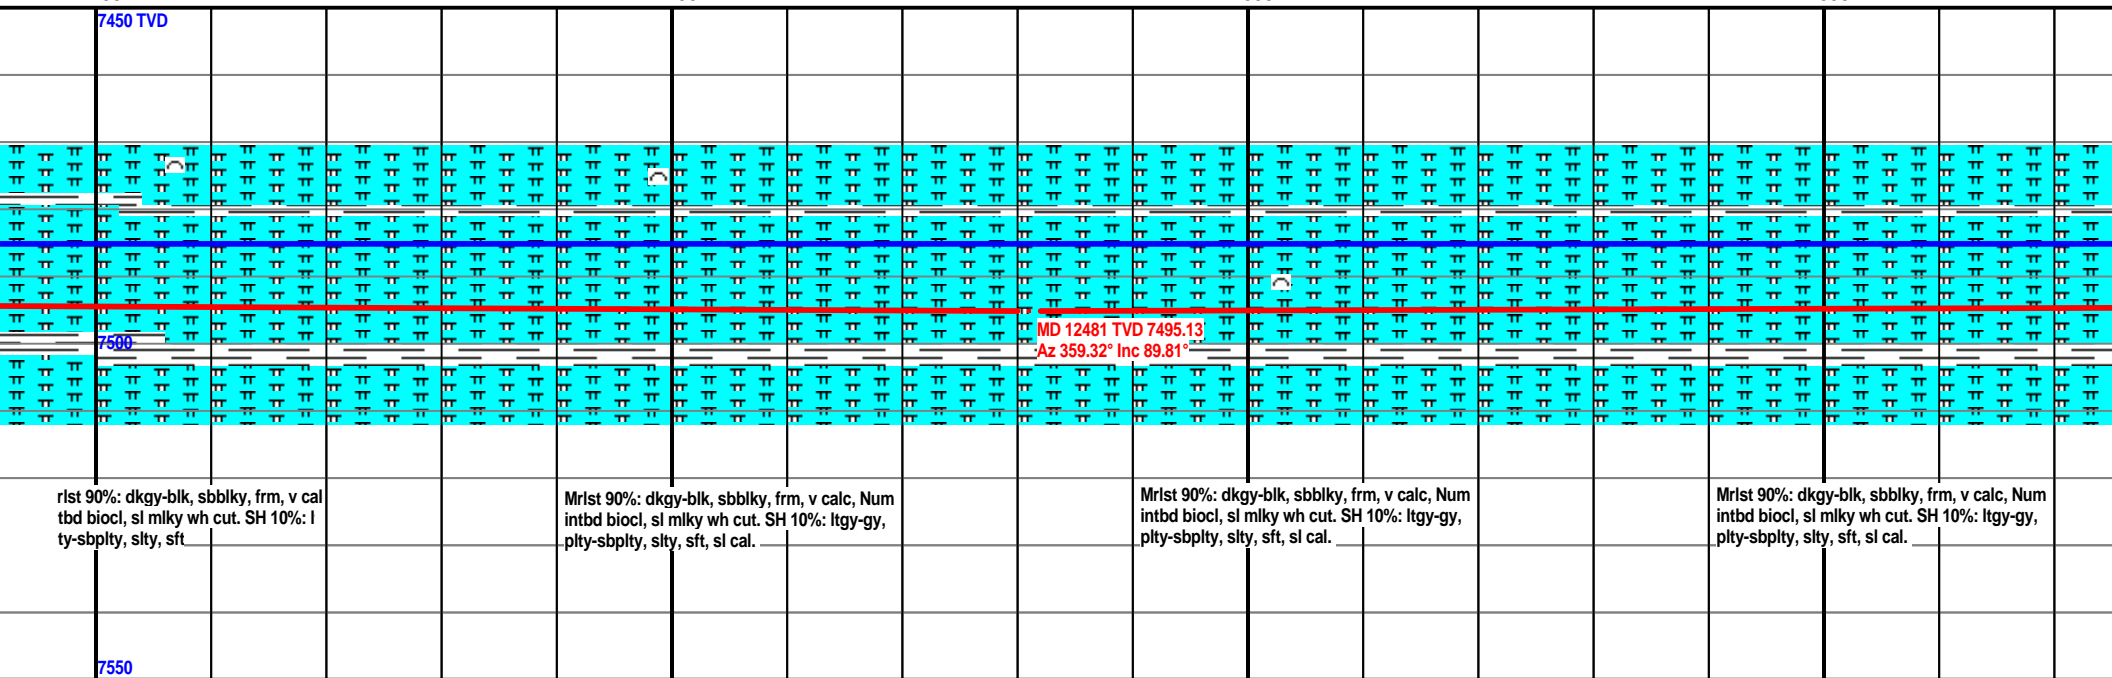 7450 TVD
7500
MD 12481 TVD 7495.13
Az 359.32° Inc 89.81°
rlst 90%: dkgy-blk, sbblky, frm, v cal
tbd biocl, sl mlky wh cut. SH 10%: l
ty-sbplty, slty, sft
Mrlst 90%: dkgy-blk, sbblky, frm, v calc, Num
intbd biocl, sl mlky wh cut. SH 10%: ltgy-gy,
plty-sbplty, slty, sft, sl cal.
Mrlst 90%: dkgy-blk, sbblky, frm, v calc, Num
intbd biocl, sl mlky wh cut. SH 10%: ltgy-gy,
plty-sbplty, slty, sft, sl cal.
Mrlst 90%: dkgy-blk, sbblky, frm, v calc, Num
intbd biocl, sl mlky wh cut. SH 10%: ltgy-gy,
plty-sbplty, slty, sft, sl cal.
7550